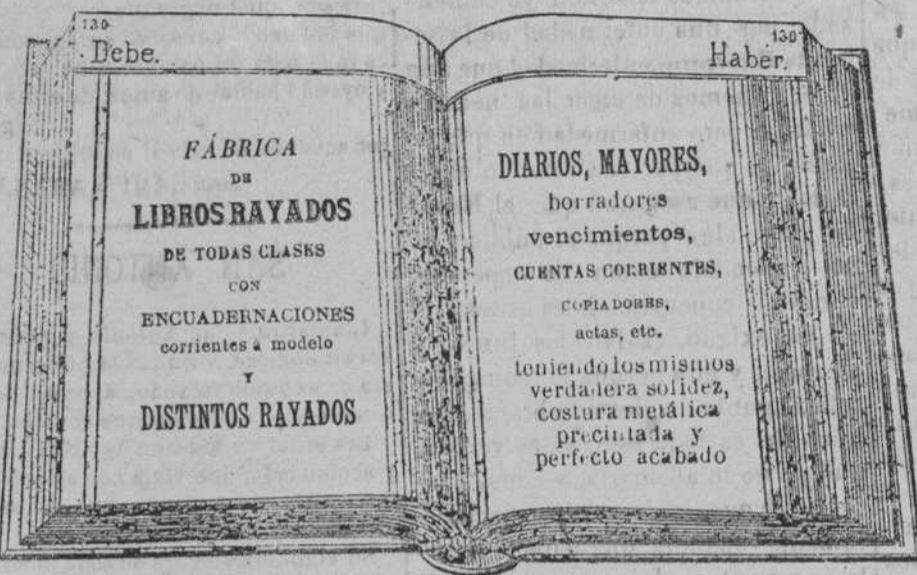 130
Debe.
FÁBRICA
DE
LIBROS RAYADOS
DE TODAS CLASES
CON
ENCUADERNACIONES
corrientes á modelo
Y
DISTINTOS RAYADOS
130
Haber.
DIARIOS, MAYORES,
borradores
vencimientos,
CUENTAS CORRIENTES,
COPIADORES,
actas, etc.
teniendo los mismos
verdadera solidez,
costura metálica
precintada y
perfecto acabado